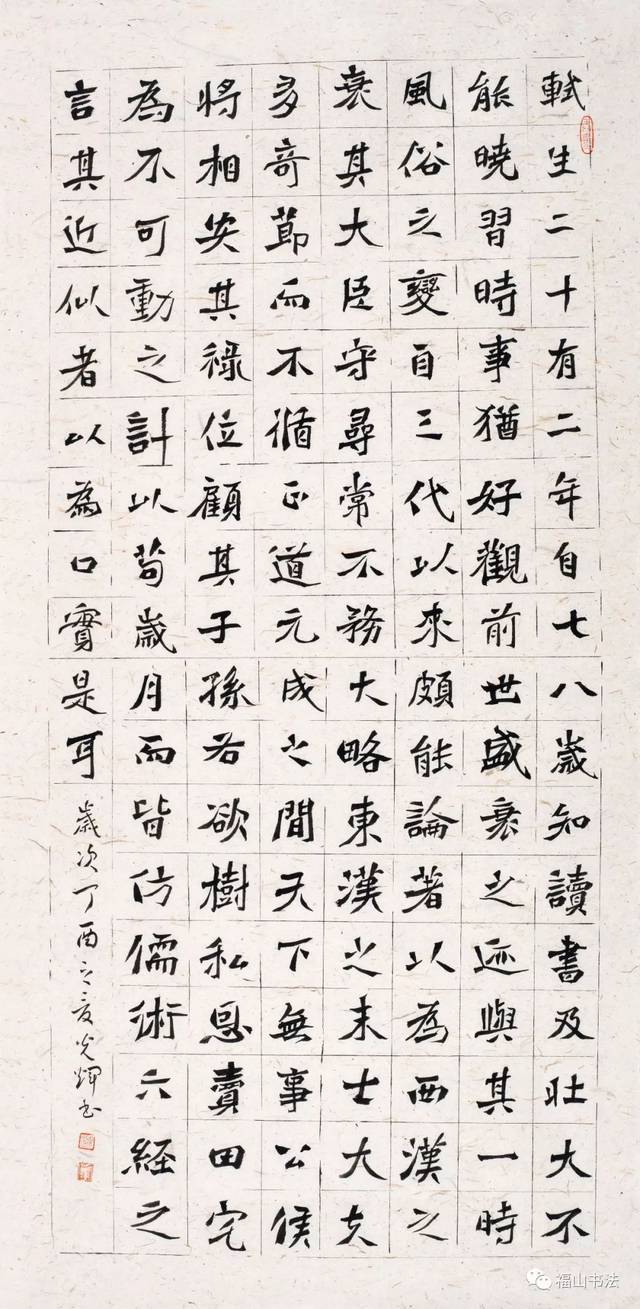 軾生二十有二年自七八歲知讀書及壯大不
能曉習時事猶好觀前世盛衰之迹與其一時
風俗之變自三代以來頗能論著以為西漢之
衰其大臣守尋常不務大略東漢之末士大夫
多奇節而不循正道元成之間天下無事公侯
將相安其祿位顧其子孫各欲樹私恩賣田宅
為不可動之計以苟歲月而皆仿儒術六經之
言其近似者以為口實是耳
歲次丁酉之夏光輝書
福山书法